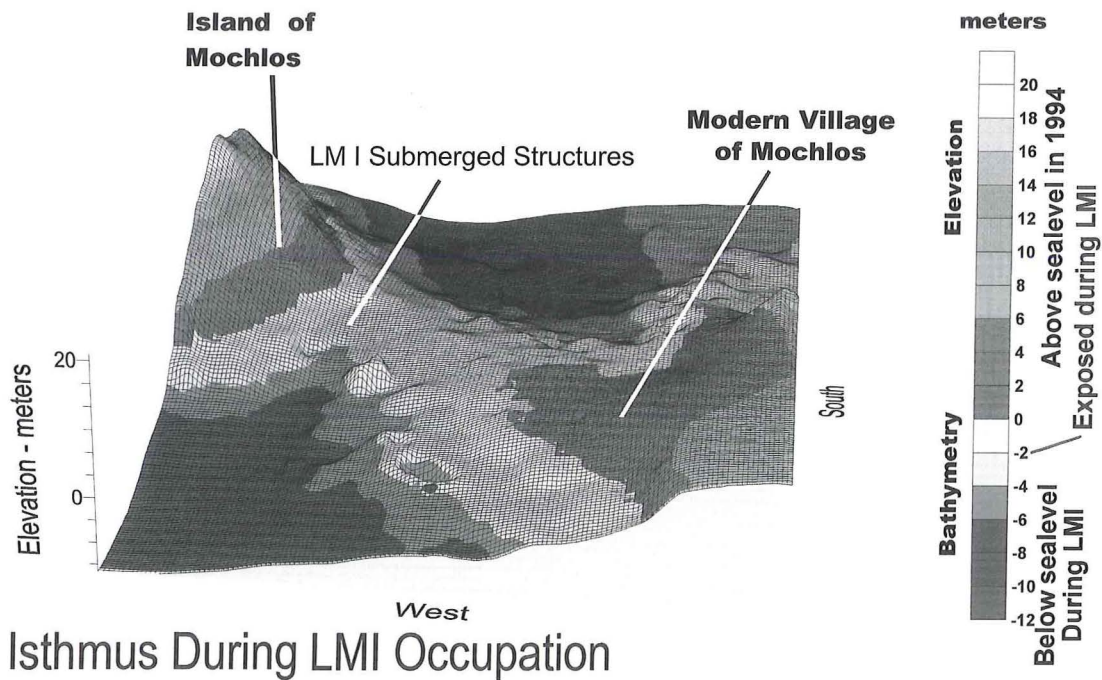 Island of
Mochlos
LM I Submerged Structures
Modern Village
of Mochlos
Elevation - meters
20
0
South
West
Isthmus During LMI Occupation
meters
20
18
16
14
12
10
8
6
4
2
0
-2
-4
-6
-8
-10
-12
Elevation
Bathymetry
Above sealevel in 1994
Exposed during LMI
Below sealevel
During LMI